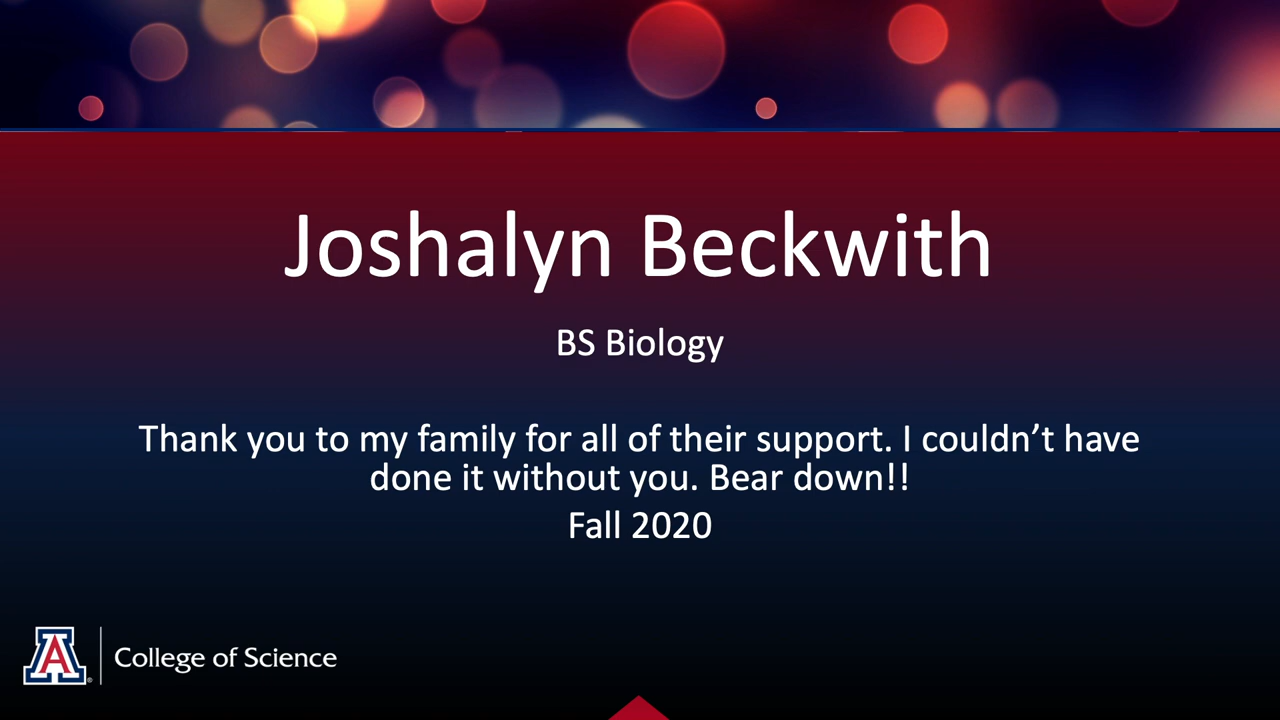 Joshalyn Beckwith
BS Biology
Thank you to my family for all of their support. I couldn’t have
done it without you. Bear down!!
Fall 2020
A ® College of Science